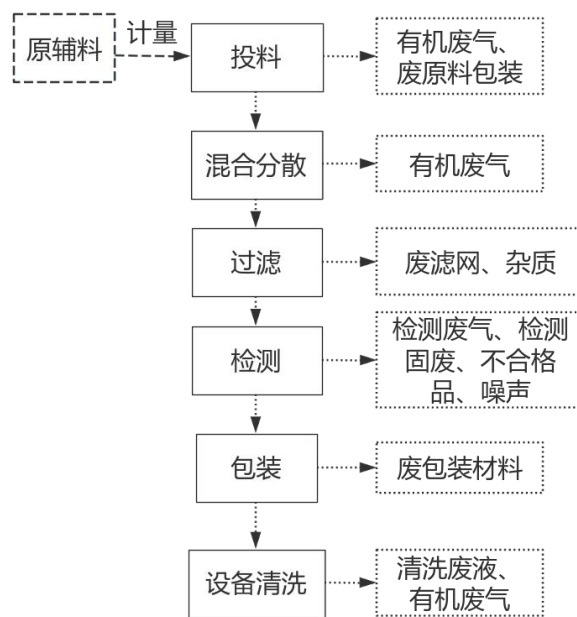 原辅料
计量
投料
有机废气、
废原料包装
混合分散
有机废气
过滤
废滤网、杂质
检测
检测废气、检测
固废、不合格
品、噪声
包装
废包装材料
设备清洗
清洗废液、
有机废气